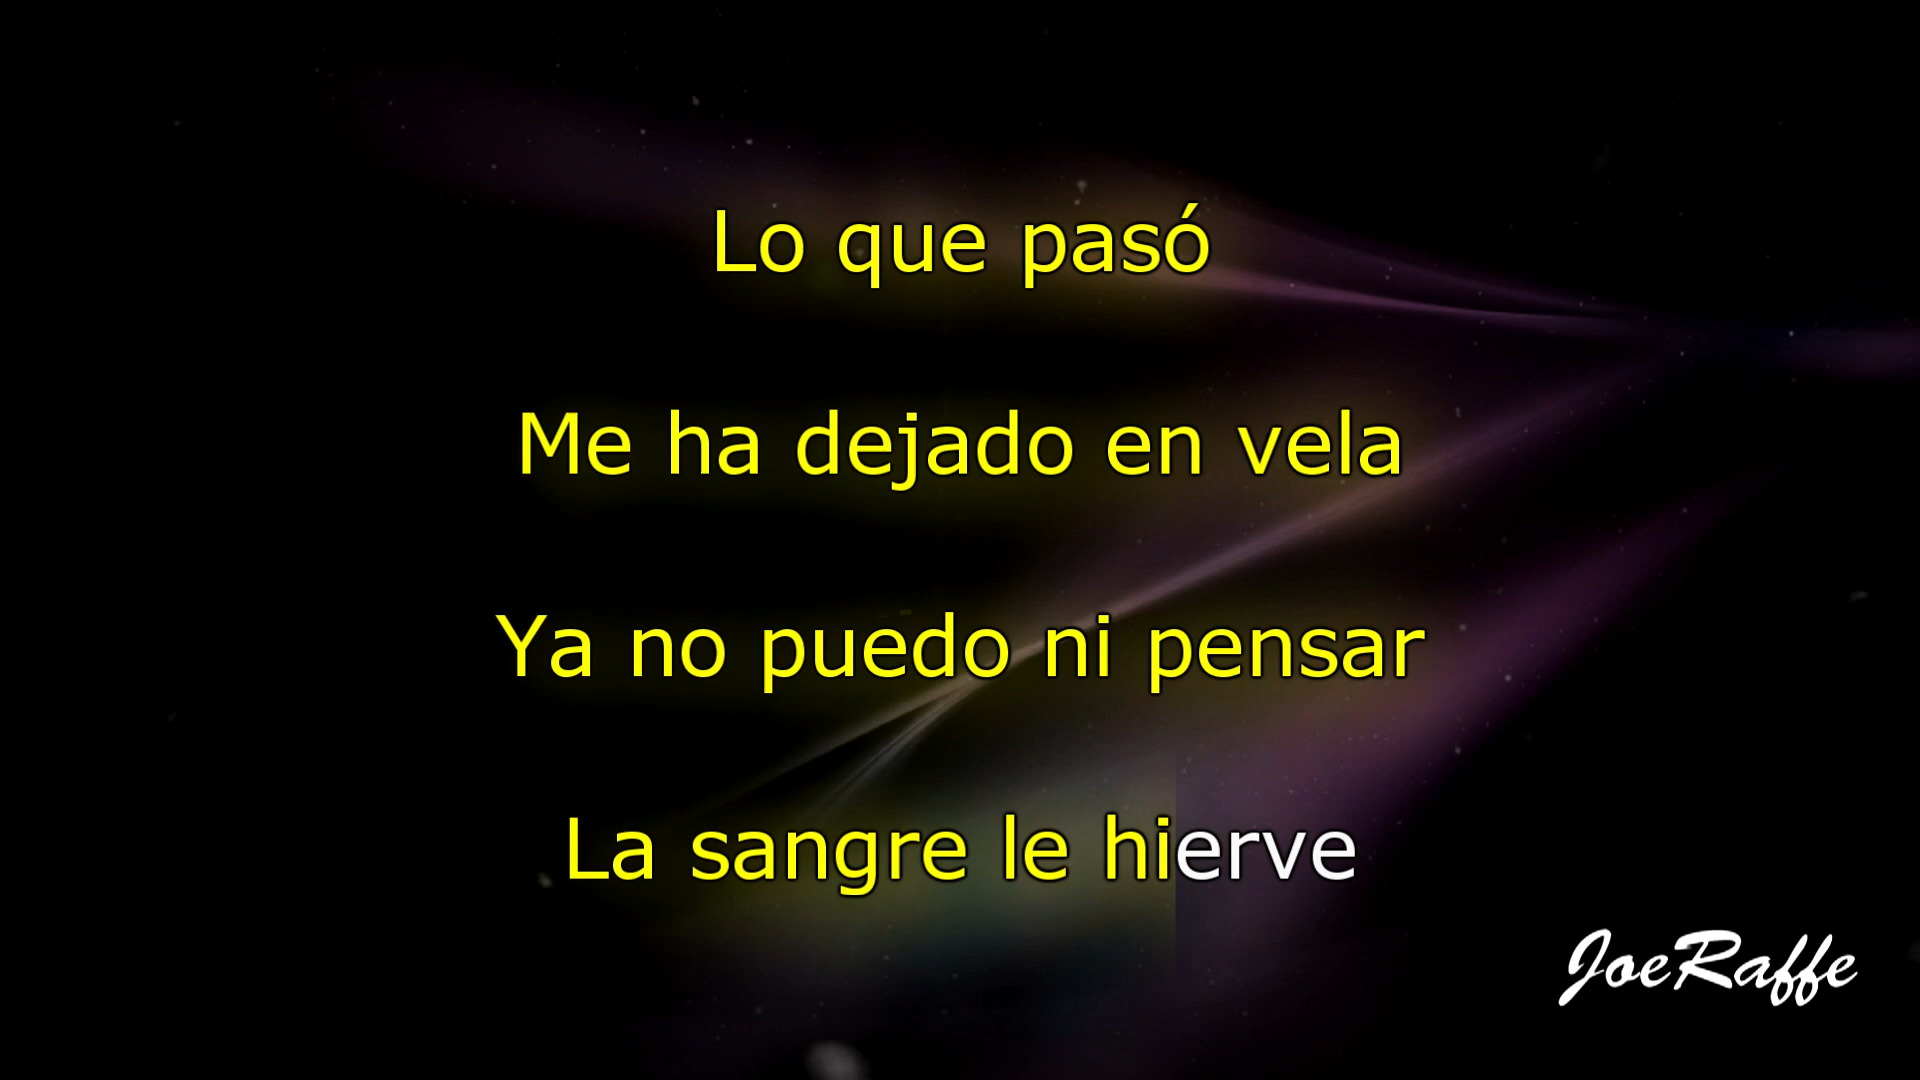 Lo que pasó
Me ha dejado en vela
Ya no puedo ni pensar
La sangre le hierve
JoeRaffe